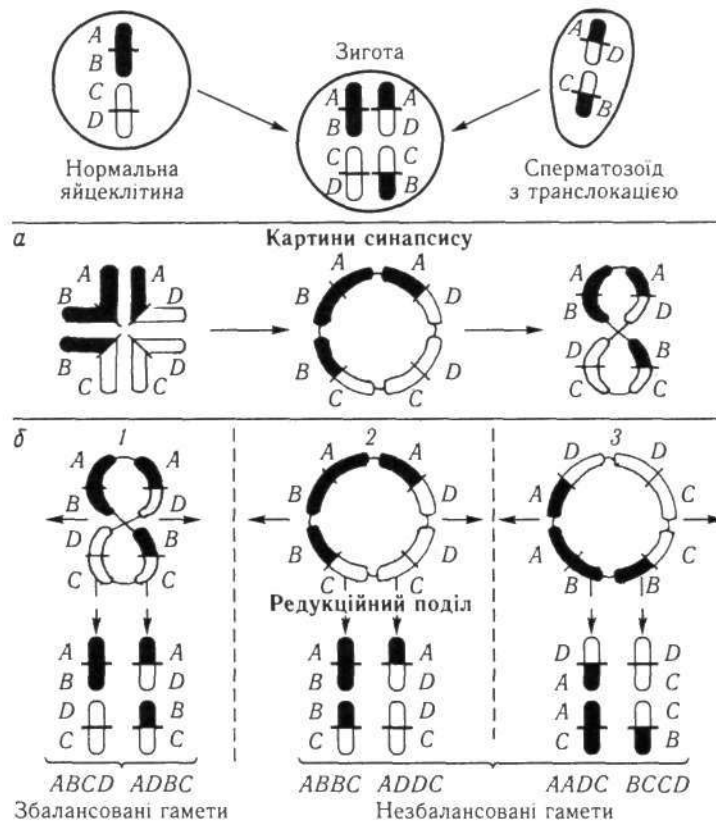 A
B
C
D
Нормальна
яйцеклітина
Зигота
A A
B D
C C
D B
A
D
C
B
Сперматозоїд
з транслокацією
а
Картини синапсису
A A
B D
B D
C C
A A
B D
B D
C C
A A
B D
D B
C C
б
1
A A
B D
D B
C C
2
A A
B D
B D
C C
3
D D
A C
A C
B B
Редукційний поділ
A A
B D
D B
C C
A A
B D
B D
C C
D D
A C
A C
C B
ABCD ADBC
ABBC ADDC
AADC BCCD
Збалансовані гамети
Незбалансовані гамети